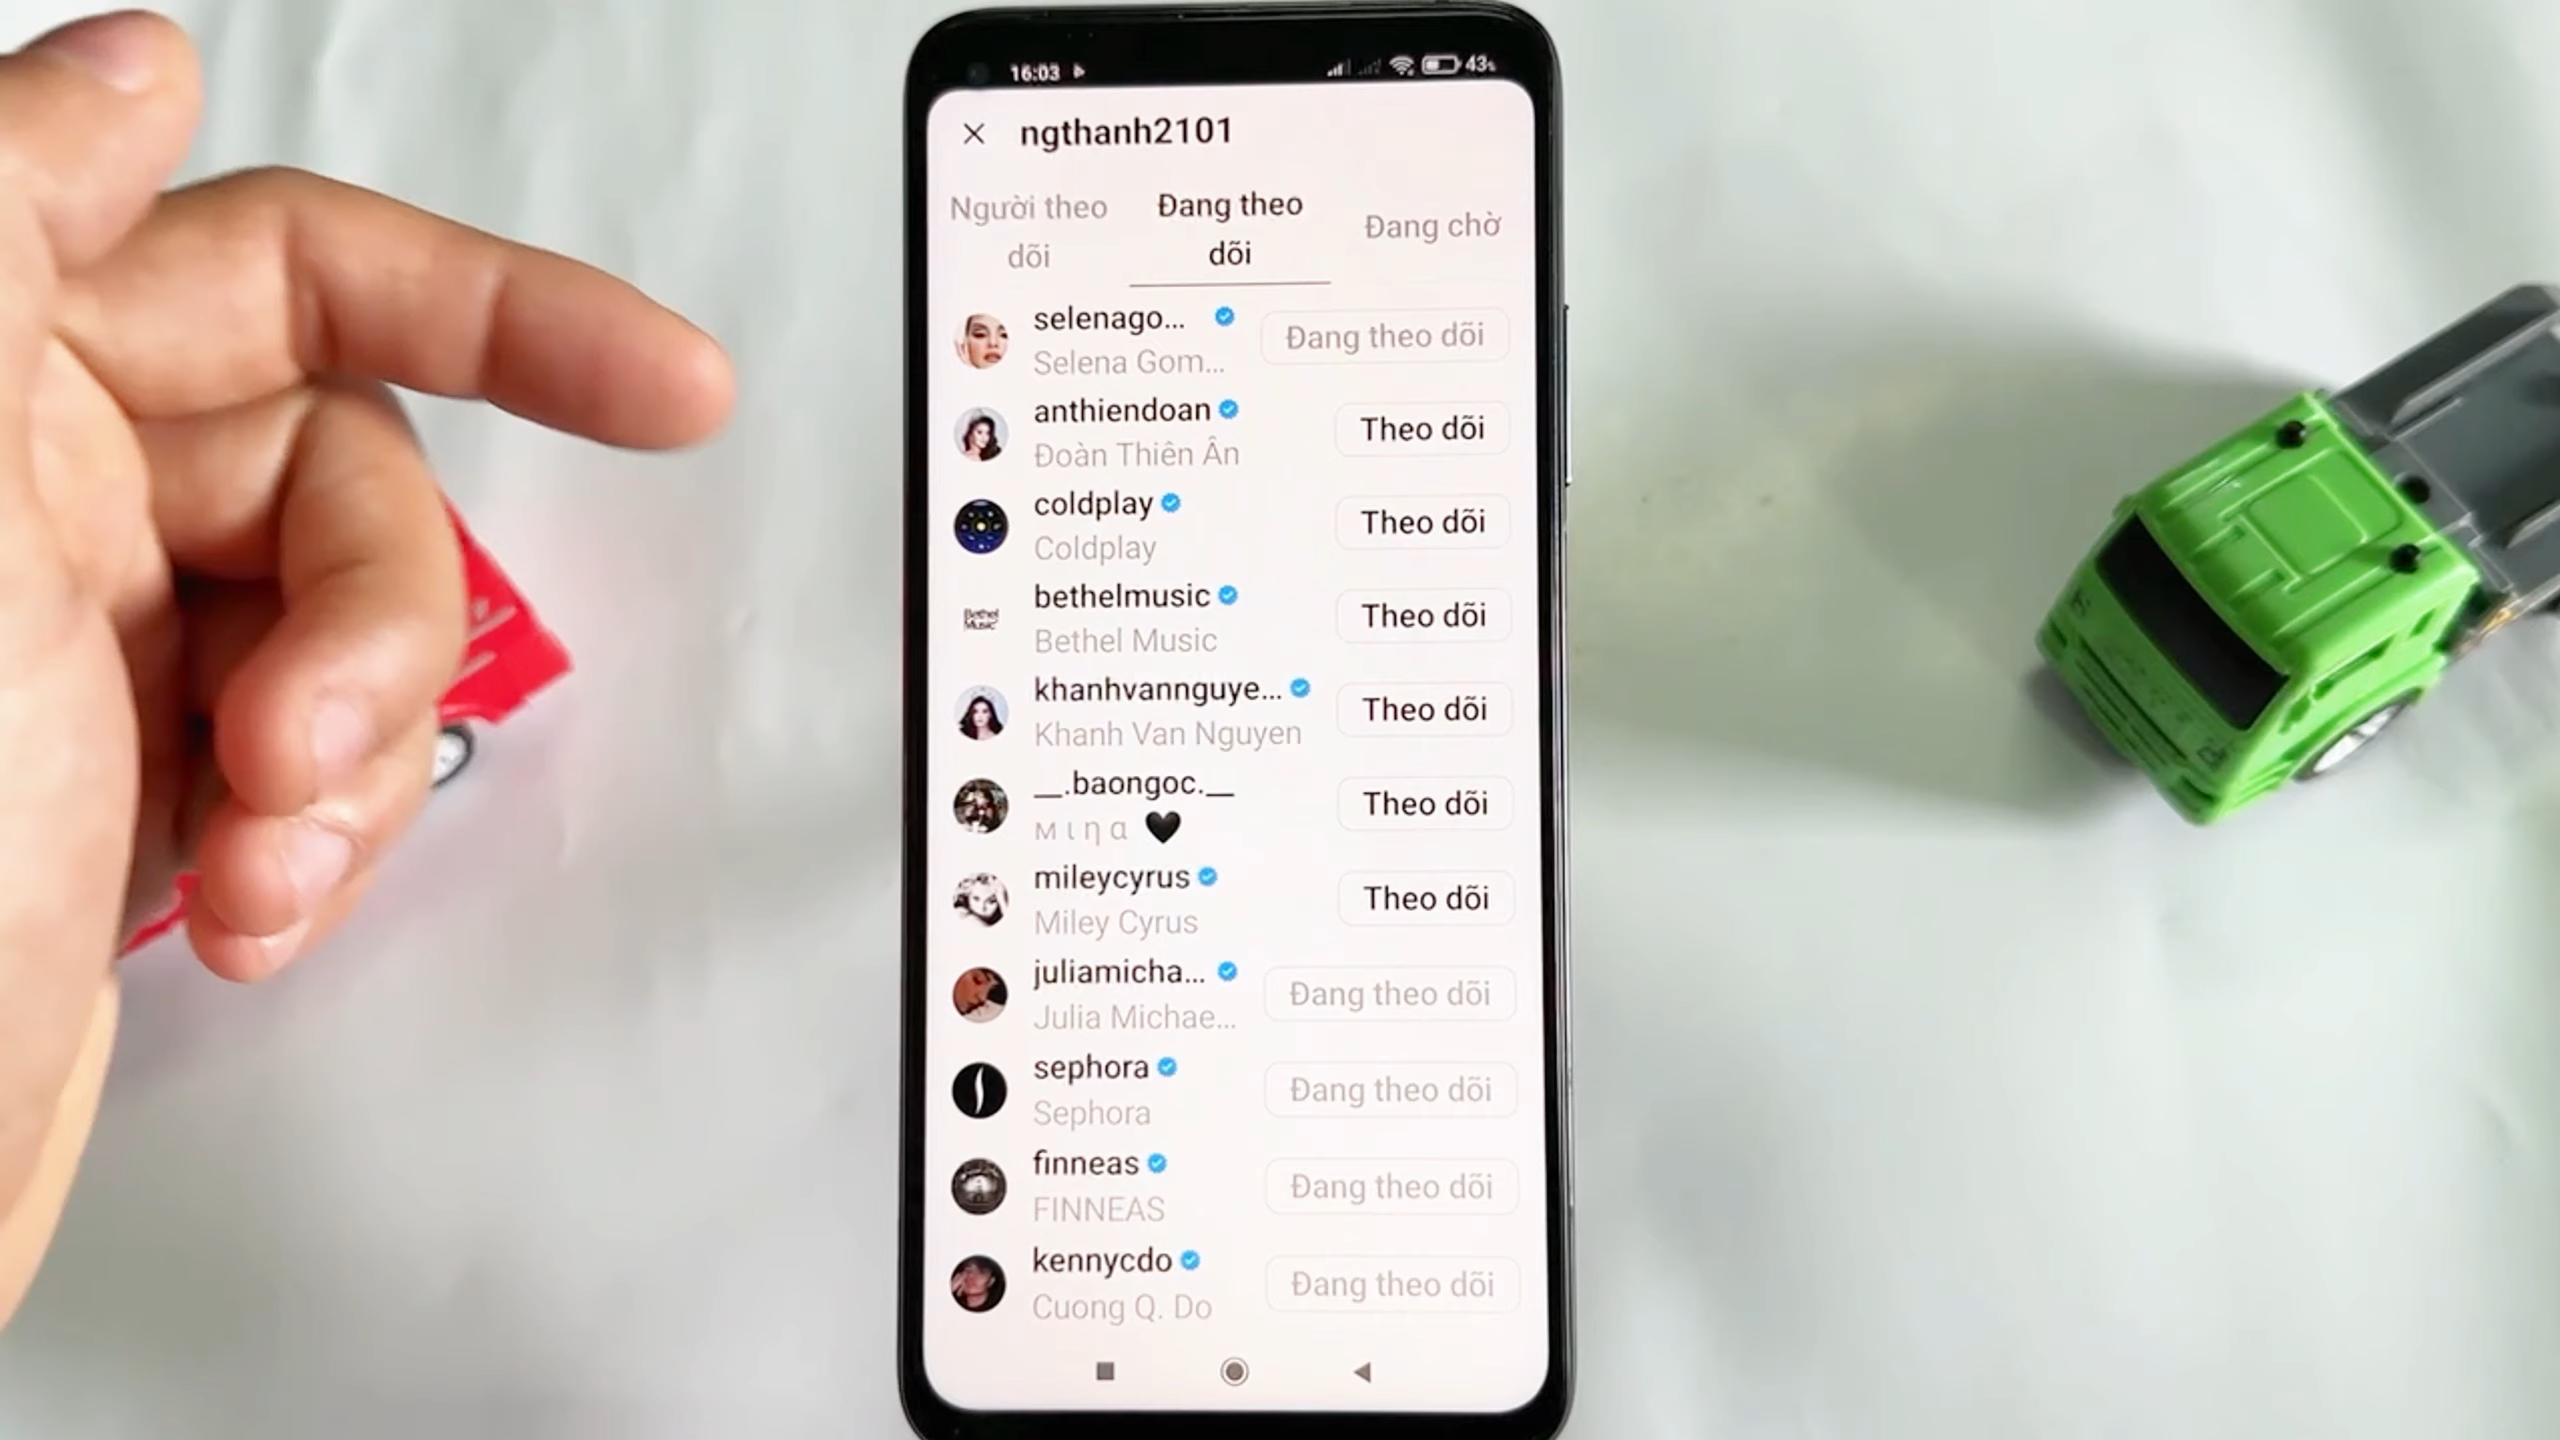 16:03
43%
ngthanh2101
Người theo dõi
Đang theo dõi
Đang chờ
selenago...
Selena Gom...
Đang theo dõi
anthiendoan
Đoàn Thiên Ân
Theo dõi
coldplay
Coldplay
Theo dõi
Bethel Music
bethelmusic
Bethel Music
Theo dõi
khanhvannguye...
Khanh Van Nguyen
Theo dõi
__.baongoc.__
м ι η α 🖤
Theo dõi
mileycyrus
Miley Cyrus
Theo dõi
juliamicha...
Julia Michae...
Đang theo dõi
sephora
Sephora
Đang theo dõi
finneas
FINNEAS
Đang theo dõi
kennycdo
Cuong Q. Do
Đang theo dõi